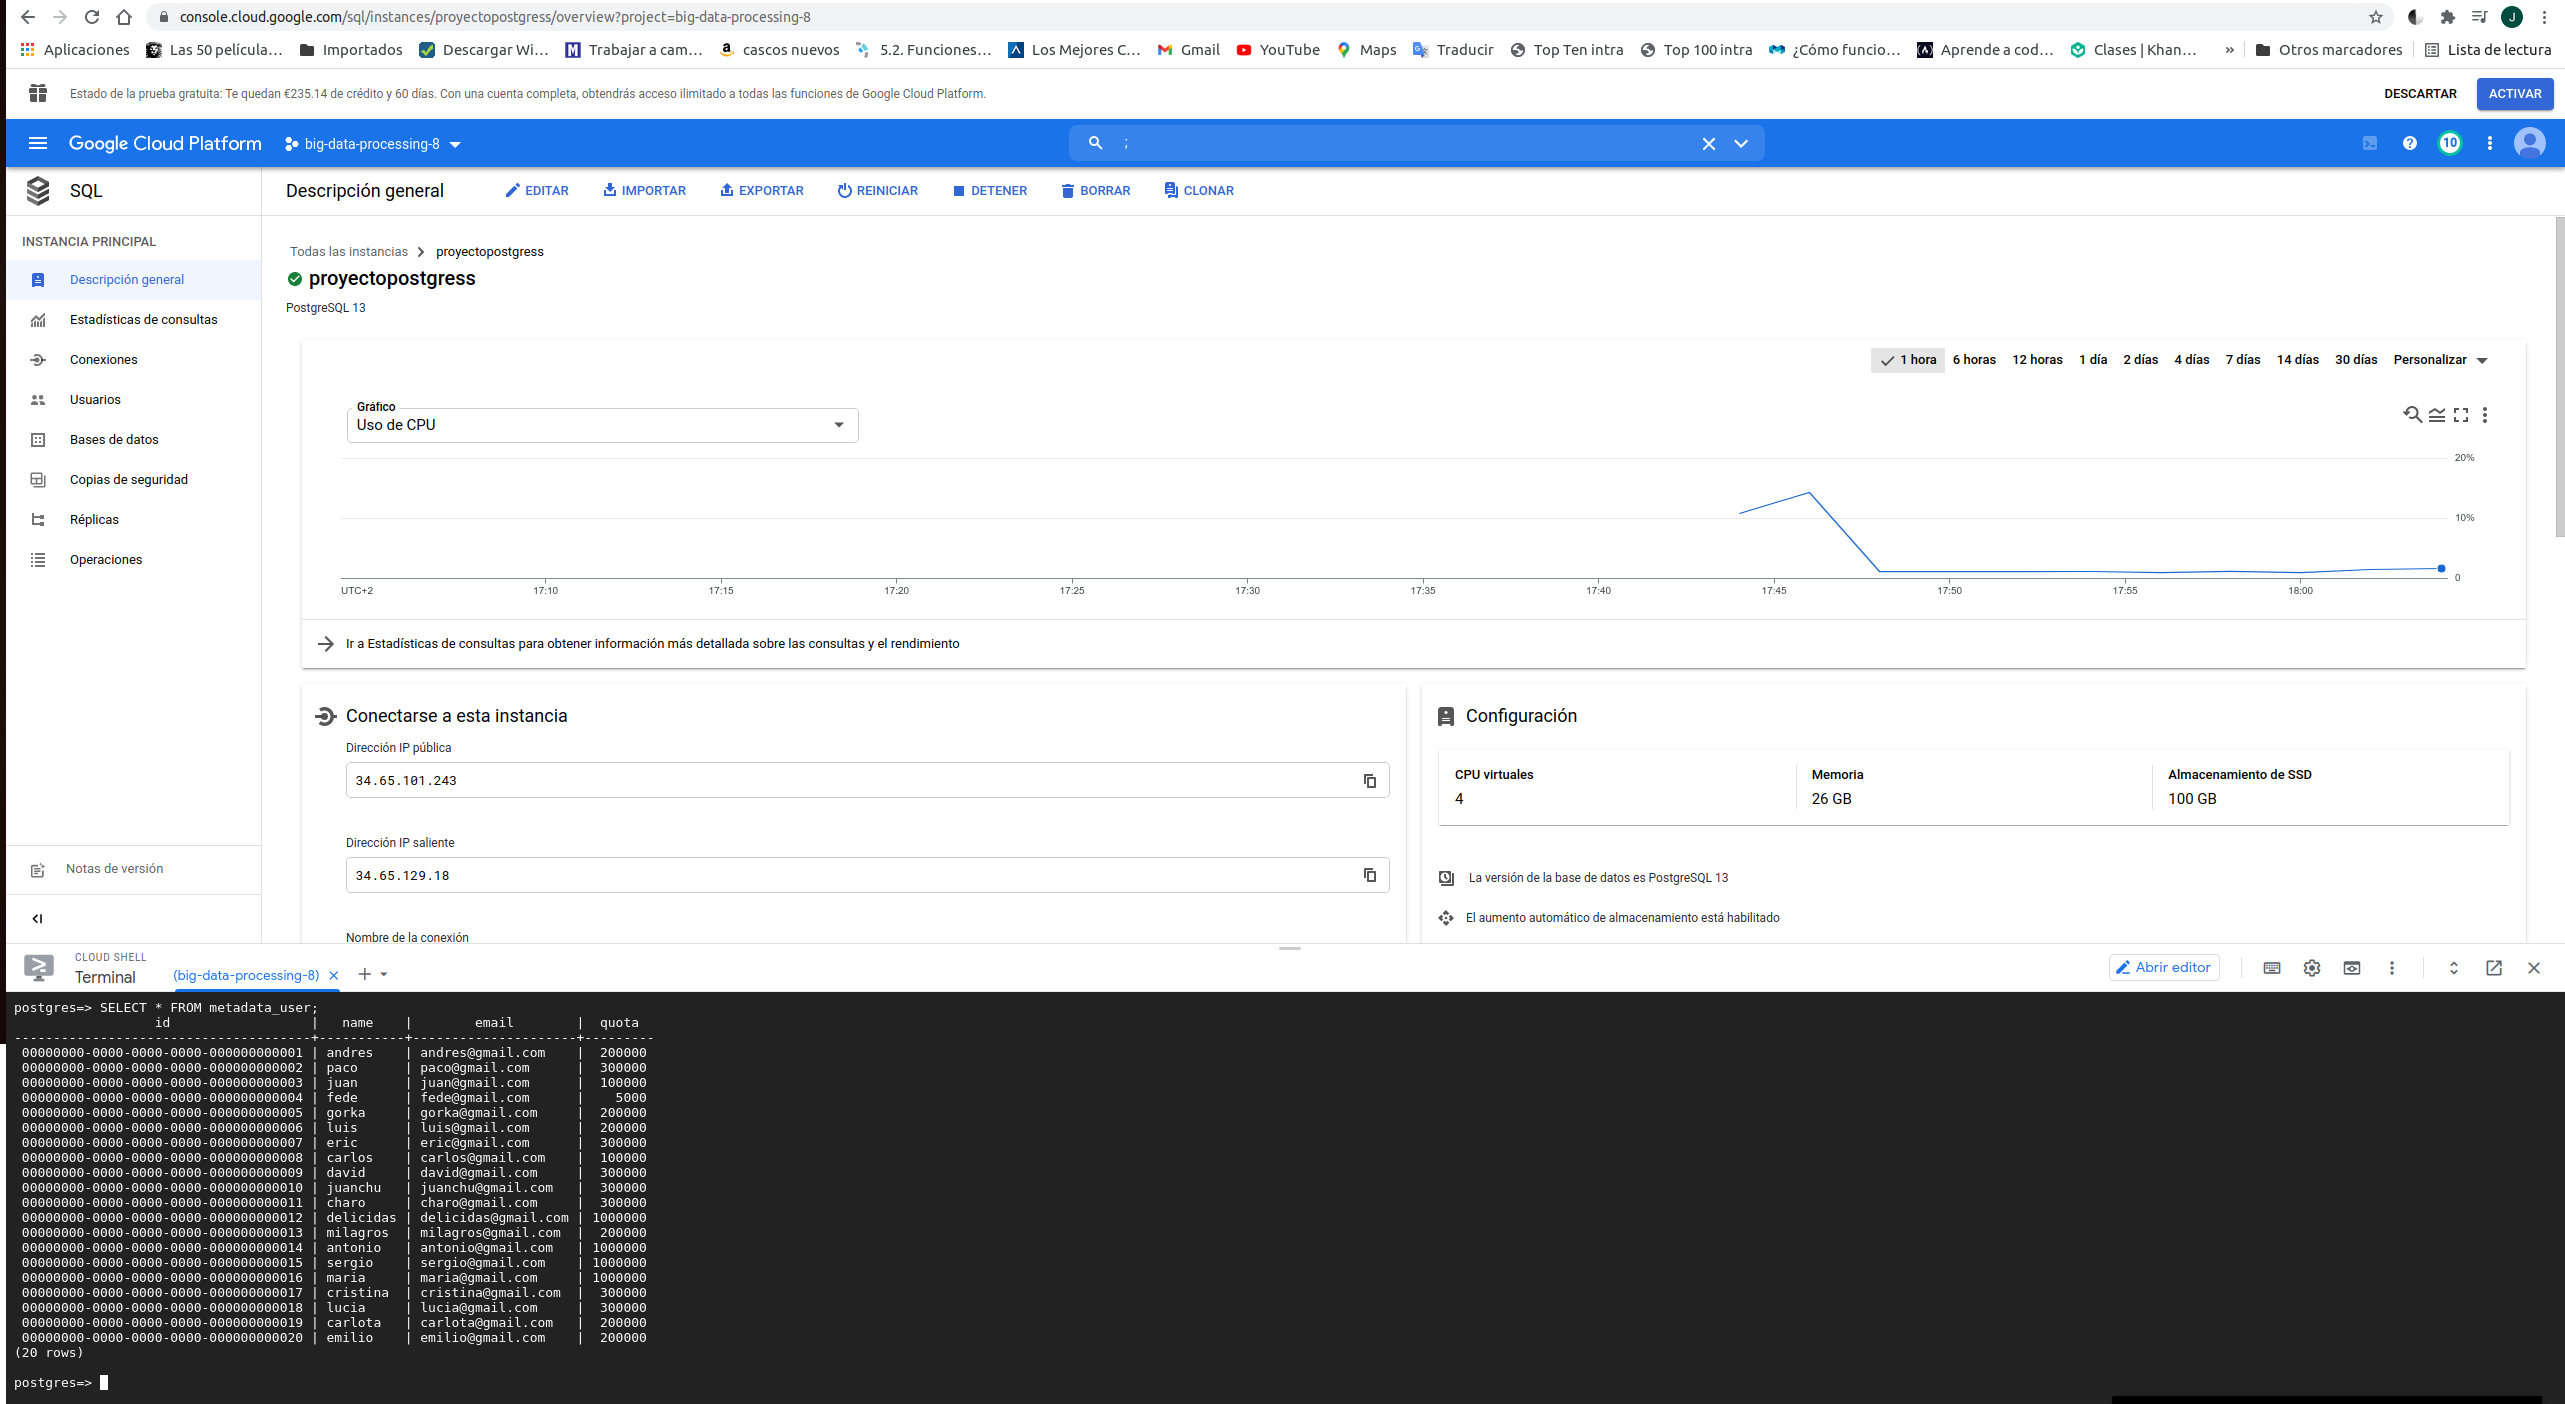 console.cloud.google.com/sql/instances/proyectopostgress/overview?project=big-data-processing-8
J
Aplicaciones Las 50 película... Importados Descargar Wi... Trabajar a cam... cascos nuevos 5.2. Funciones... Los Mejores C... Gmail YouTube Maps Traducir Top Ten intra Top 100 intra ¿Cómo funcio... Aprende a cod... Clases | Khan... » Otros marcadores Lista de lectura
Estado de la prueba gratuita: Te quedan €235.14 de crédito y 60 días. Con una cuenta completa, obtendrás acceso ilimitado a todas las funciones de Google Cloud Platform. DESCARTAR ACTIVAR
Google Cloud Platform big-data-processing-8 ; 10
SQL Descripción general EDITAR IMPORTAR EXPORTAR REINICIAR DETENER BORRAR CLONAR
INSTANCIA PRINCIPAL
Descripción general
Estadísticas de consultas
Conexiones
Usuarios
Bases de datos
Copias de seguridad
Réplicas
Operaciones
Notas de versión
Todas las instancias > proyectopostgress
proyectopostgress
PostgreSQL 13
1 hora 6 horas 12 horas 1 día 2 días 4 días 7 días 14 días 30 días Personalizar
Gráfico
Uso de CPU
20%
10%
0
UTC+2 17:10 17:15 17:20 17:25 17:30 17:35 17:40 17:45 17:50 17:55 18:00
Ir a Estadísticas de consultas para obtener información más detallada sobre las consultas y el rendimiento
Conectarse a esta instancia
Dirección IP pública
34.65.101.243
Dirección IP saliente
34.65.129.18
Nombre de la conexión
Configuración
CPU virtuales Memoria Almacenamiento de SSD
4 26 GB 100 GB
La versión de la base de datos es PostgreSQL 13
El aumento automático de almacenamiento está habilitado
CLOUD SHELL
Terminal (big-data-processing-8) Abrir editor
postgres=> SELECT * FROM metadata_user;
id | name | email | quota
--------------------------------------+-----------+---------------------+---------
00000000-0000-0000-0000-000000000001 | andres | andres@gmail.com | 200000
00000000-0000-0000-0000-000000000002 | paco | paco@gmail.com | 300000
00000000-0000-0000-0000-000000000003 | juan | juan@gmail.com | 100000
00000000-0000-0000-0000-000000000004 | fede | fede@gmail.com | 5000
00000000-0000-0000-0000-000000000005 | gorka | gorka@gmail.com | 200000
00000000-0000-0000-0000-000000000006 | luis | luis@gmail.com | 200000
00000000-0000-0000-0000-000000000007 | eric | eric@gmail.com | 300000
00000000-0000-0000-0000-000000000008 | carlos | carlos@gmail.com | 100000
00000000-0000-0000-0000-000000000009 | david | david@gmail.com | 300000
00000000-0000-0000-0000-000000000010 | juanchu | juanchu@gmail.com | 300000
00000000-0000-0000-0000-000000000011 | charo | charo@gmail.com | 300000
00000000-0000-0000-0000-000000000012 | delicidas | delicidas@gmail.com | 1000000
00000000-0000-0000-0000-000000000013 | milagros | milagros@gmail.com | 200000
00000000-0000-0000-0000-000000000014 | antonio | antonio@gmail.com | 1000000
00000000-0000-0000-0000-000000000015 | sergio | sergio@gmail.com | 1000000
00000000-0000-0000-0000-000000000016 | maria | maria@gmail.com | 1000000
00000000-0000-0000-0000-000000000017 | cristina | cristina@gmail.com | 300000
00000000-0000-0000-0000-000000000018 | lucia | lucia@gmail.com | 300000
00000000-0000-0000-0000-000000000019 | carlota | carlota@gmail.com | 200000
00000000-0000-0000-0000-000000000020 | emilio | emilio@gmail.com | 200000
(20 rows)
postgres=>